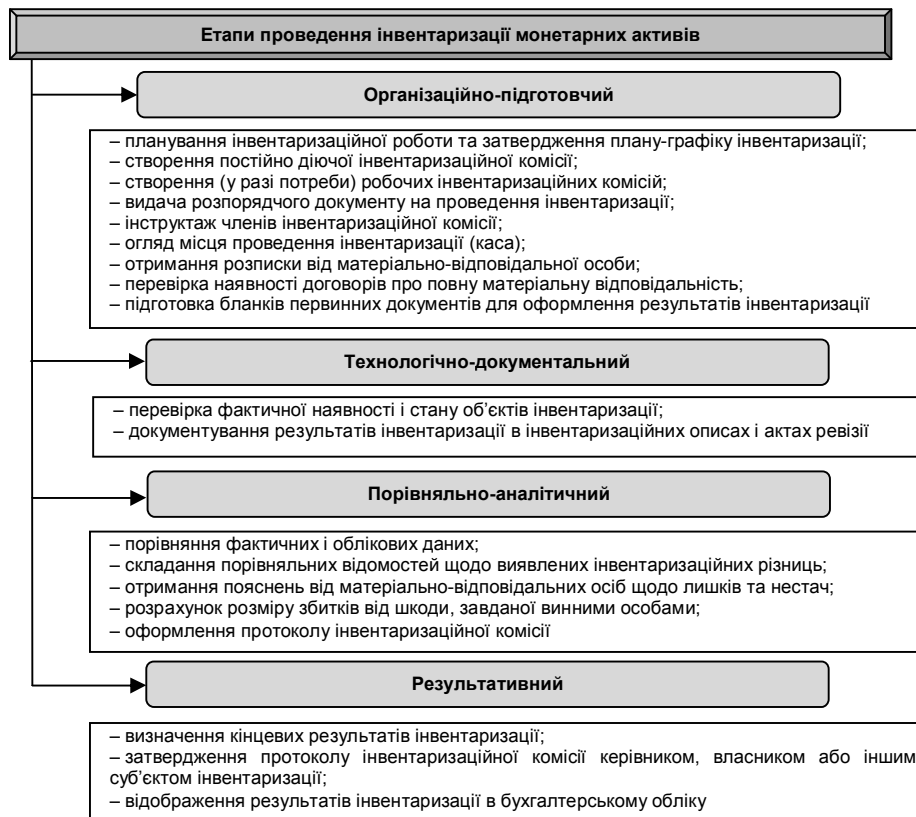 Етапи проведення інвентаризації монетарних активів
Організаційно-підготовчий
– планування інвентаризаційної роботи та затвердження плану-графіку інвентаризації;
– створення постійно діючої інвентаризаційної комісії;
– створення (у разі потреби) робочих інвентаризаційних комісій;
– видача розпорядчого документу на проведення інвентаризації;
– інструктаж членів інвентаризаційної комісії;
– огляд місця проведення інвентаризації (каса);
– отримання розписки від матеріально-відповідальної особи;
– перевірка наявності договорів про повну матеріальну відповідальність;
– підготовка бланків первинних документів для оформлення результатів інвентаризації
Технологічно-документальний
– перевірка фактичної наявності і стану об’єктів інвентаризації;
– документування результатів інвентаризації в інвентаризаційних описах і актах ревізії
Порівняльно-аналітичний
– порівняння фактичних і облікових даних;
– складання порівняльних відомостей щодо виявлених інвентаризаційних різниць;
– отримання пояснень від матеріально-відповідальних осіб щодо лишків та нестач;
– розрахунок розміру збитків від шкоди, завданої винними особами;
– оформлення протоколу інвентаризаційної комісії
Результативний
– визначення кінцевих результатів інвентаризації;
– затвердження протоколу інвентаризаційної комісії керівником, власником або іншим
суб’єктом інвентаризації;
– відображення результатів інвентаризації в бухгалтерському обліку